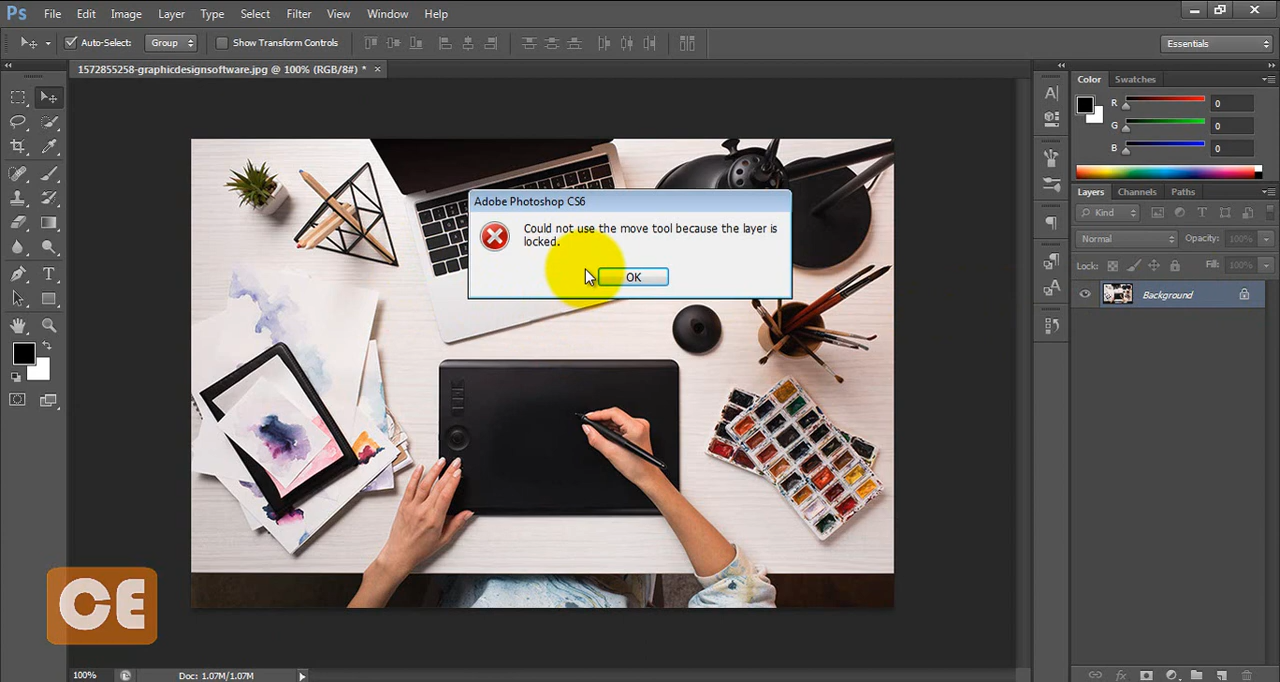 Ps File Edit Image Layer Type Select Filter View Window Help
Auto-Select: Group Show Transform Controls Essentials
1572855258-graphicdesignsoftware.jpg @ 100% (RGB/8#) * ×
Color Swatches
R 0
G 0
B 0
Layers Channels Paths
Kind
Normal Opacity: 100%
Lock: Fill: 100%
Background
Adobe Photoshop CS6
Could not use the move tool because the layer is
locked.
OK
CE
100% Doc: 1.07M/1.07M